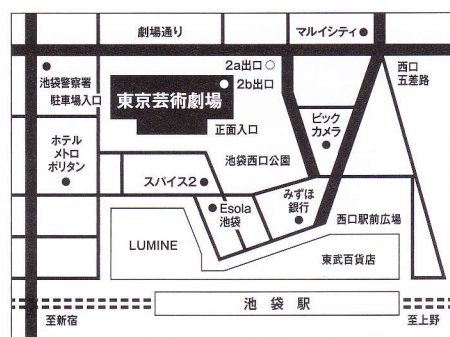 劇場通り
マルイシティ
2a出口
2b出口
西口
五差路
池袋警察署
駐車場入口
東京芸術劇場
正面入口
ビック
カメラ
ホテル
メトロ
ポリタン
池袋西口公園
スパイス2
みずほ
銀行
Esola
池袋
西口駅前広場
LUMINE
東武百貨店
池袋駅
至新宿
至上野